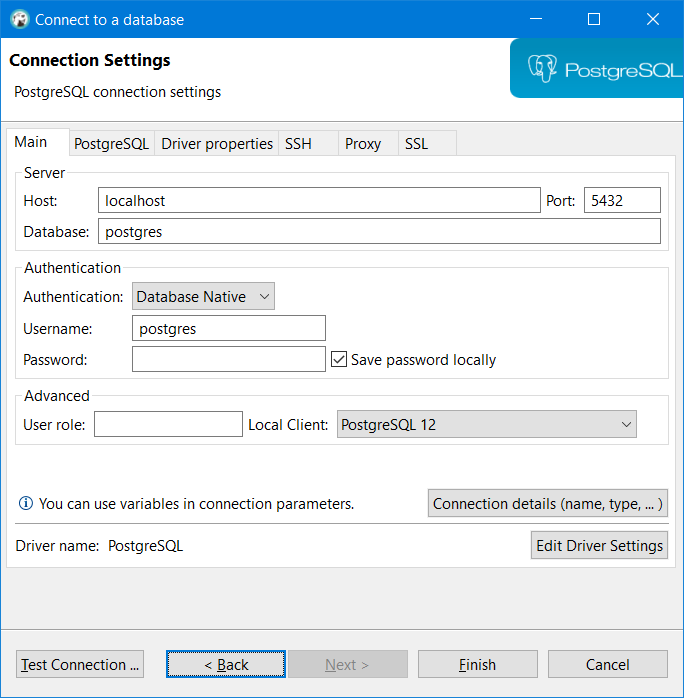 Connect to a database
Connection Settings
PostgreSQL connection settings
PostgreSQL
Main PostgreSQL Driver properties SSH Proxy SSL
Server
Host: localhost Port: 5432
Database: postgres
Authentication
Authentication: Database Native
Username: postgres
Password: Save password locally
Advanced
User role: Local Client: PostgreSQL 12
You can use variables in connection parameters. Connection details (name, type, ... )
Driver name: PostgreSQL Edit Driver Settings
Test Connection ... < Back Next > Finish Cancel